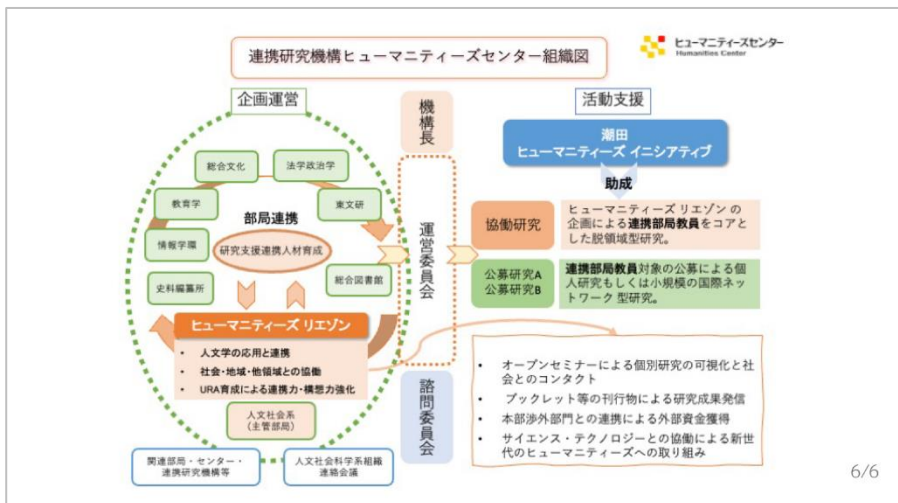 連携研究機構ヒューマニティーズセンター組織図
ヒューマニティーズセンター
Humanities Center
企画運営
総合文化
法学政治学
教育学
東文研
部局連携
情報学環
研究支援連携人材育成
史料編纂所
総合図書館
ヒューマニティーズ リエゾン
• 人文学の応用と連携
• 社会・地域・他領域との協働
• URA育成による連携力・構想力強化
人文社会系
(主管部局)
関連部局・センター・
連携研究機構等
人文社会科学系組織
連絡会議
機構長
運営委員会
諮問委員会
活動支援
潮田
ヒューマニティーズ イニシアティブ
助成
協働研究
ヒューマニティーズ リエゾン の
企画による連携部局教員をコア
とした脱領域型研究。
公募研究A
公募研究B
連携部局教員対象の公募による個
人研究もしくは小規模の国際ネッ
トワーク 型研究。
• オープンセミナーによる個別研究の可視化と社
会とのコンタクト
• ブックレット等の刊行物による研究成果発信
• 本部渉外部門との連携による外部資金獲得
• サイエンス・テクノロジーとの協働による新世
代のヒューマニティーズへの取り組み
6/6